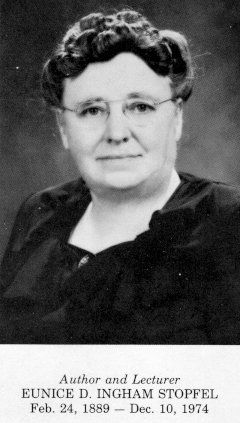 Author and Lecturer
EUNICE D. INGHAM STOPFEL
Feb. 24, 1889 — Dec. 10, 1974